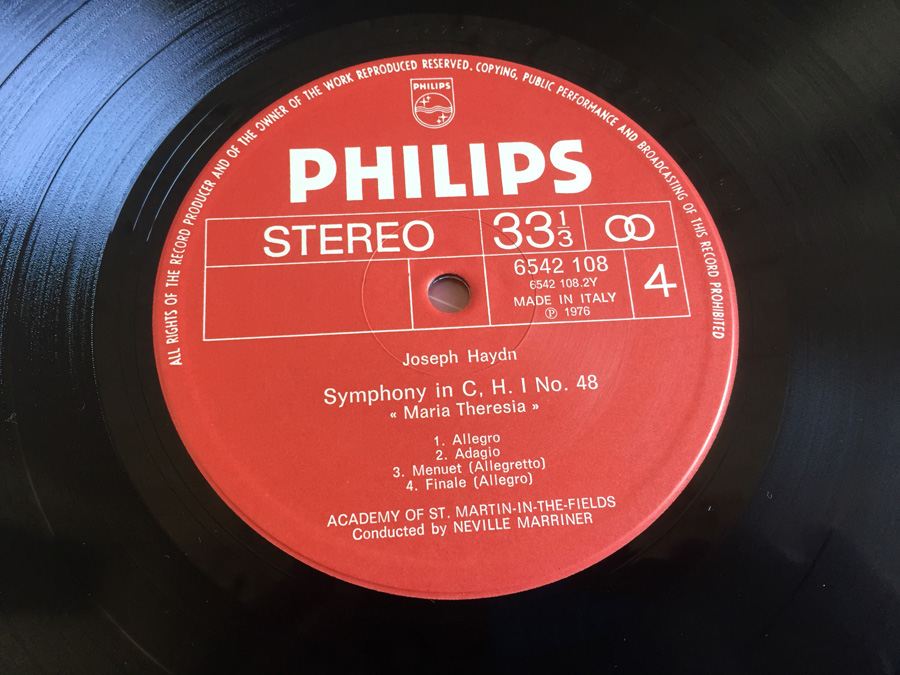 ALL RIGHTS OF THE RECORD PRODUCER AND OF THE OWNER OF THE WORK REPRODUCED RESERVED. COPYING, PUBLIC PERFORMANCE AND BROADCASTING OF THIS RECORD PROHIBITED
PHILIPS
PHILIPS
STEREO
33 1/3
6542 108
6542 108.2Y
MADE IN ITALY
Ⓟ 1976
4
Joseph Haydn
Symphony in C, H. I No. 48
« Maria Theresia »
1. Allegro
2. Adagio
3. Menuet (Allegretto)
4. Finale (Allegro)
ACADEMY OF ST. MARTIN-IN-THE-FIELDS
Conducted by NEVILLE MARRINER